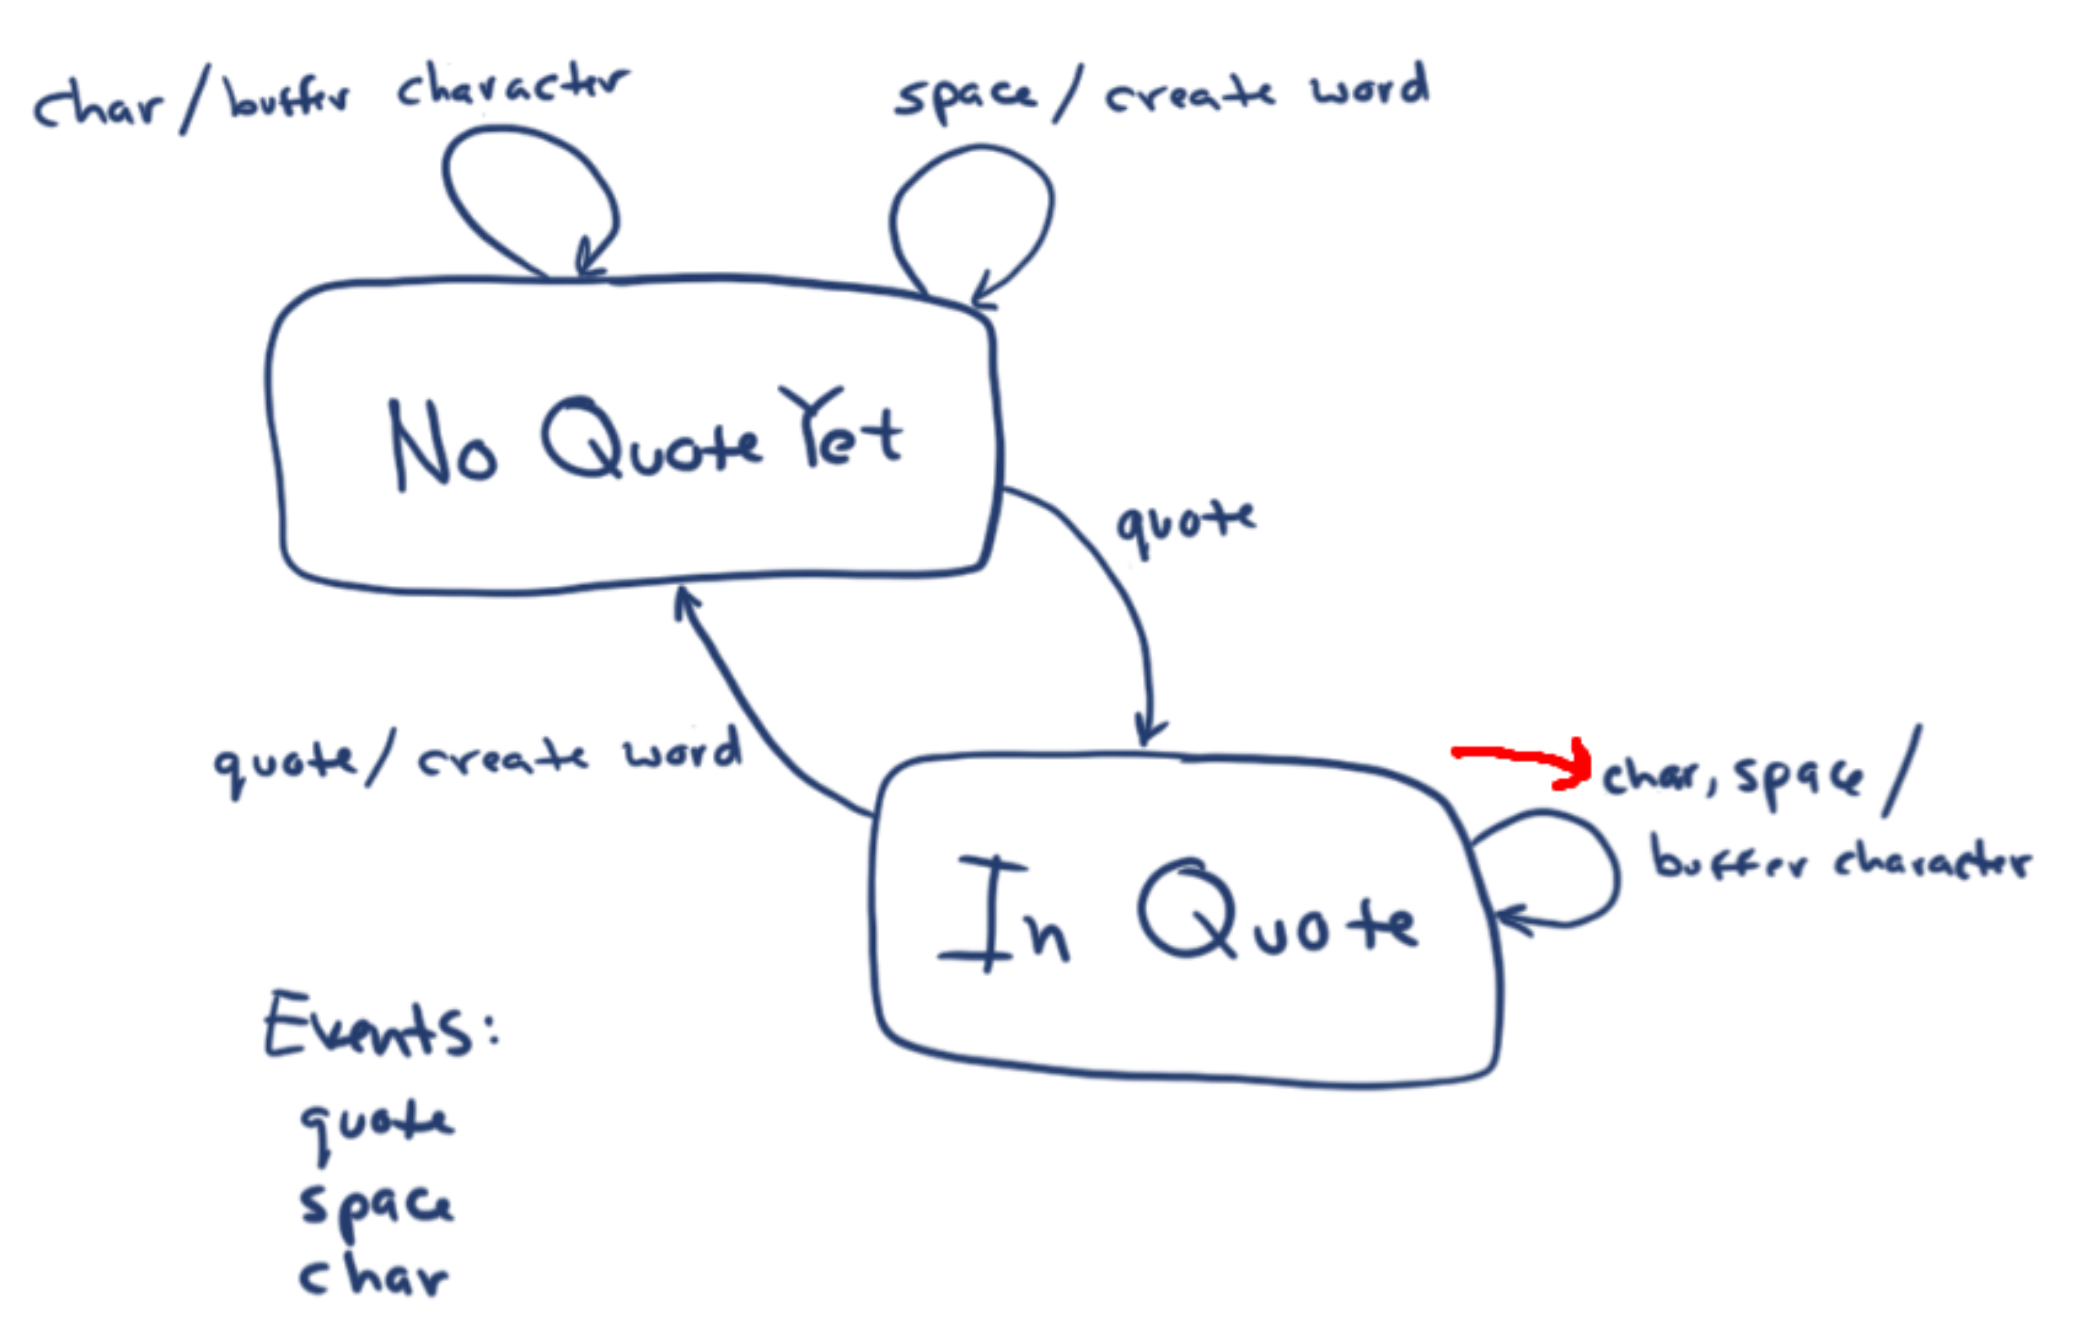 char/buffer character
space/create word
No Quote Yet
quote
quote/create word
char, space/
buffer character
In Quote
Events:
quote
space
char